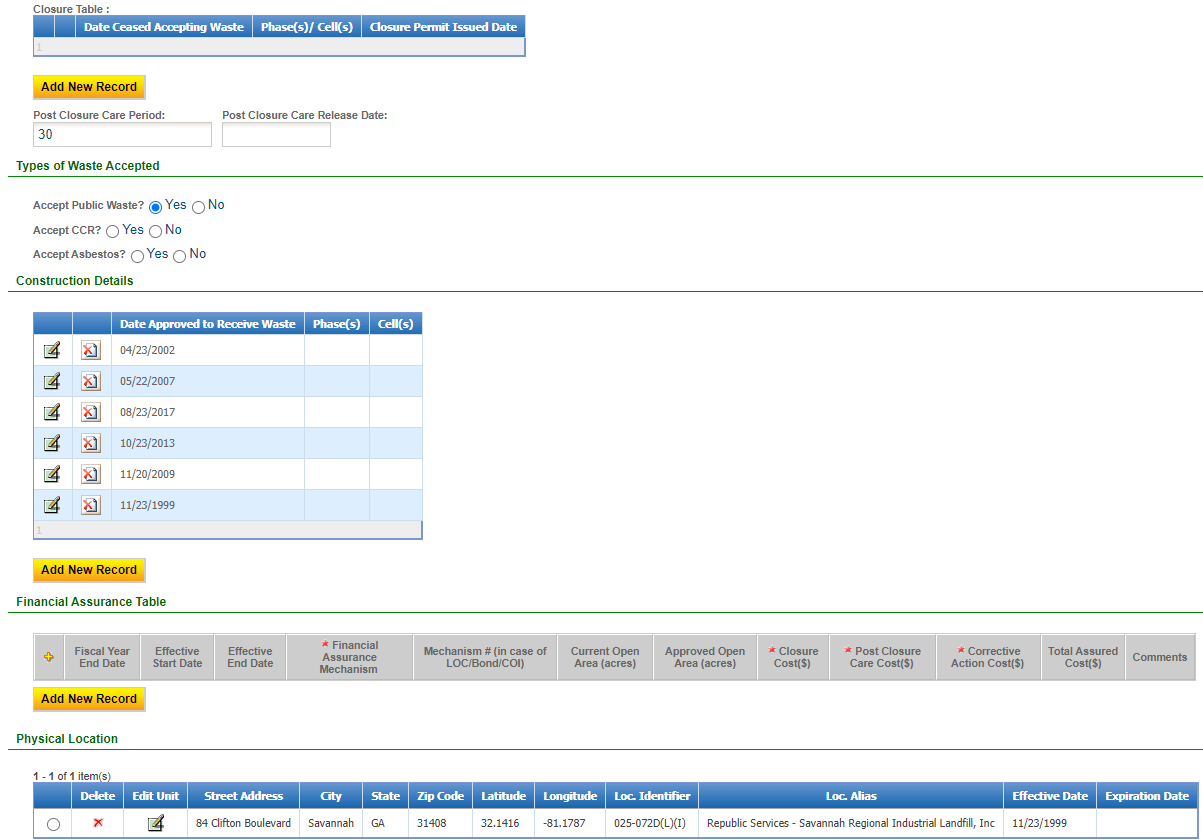 Closure Table :
Date Ceased Accepting Waste Phase(s)/ Cell(s) Closure Permit Issued Date
1
Add New Record
Post Closure Care Period: Post Closure Care Release Date:
30
Types of Waste Accepted
Accept Public Waste? Yes No
Accept CCR? Yes No
Accept Asbestos? Yes No
Construction Details
Date Approved to Receive Waste Phase(s) Cell(s)
04/23/2002
05/22/2007
08/23/2017
10/23/2013
11/20/2009
11/23/1999
1
Add New Record
Financial Assurance Table
Fiscal Year End Date Effective Start Date Effective End Date * Financial Assurance Mechanism Mechanism # (in case of LOC/Bond/COI) Current Open Area (acres) Approved Open Area (acres) * Closure Cost($) * Post Closure Care Cost($) * Corrective Action Cost($) Total Assured Cost($) Comments
Add New Record
Physical Location
1 - 1 of 1 item(s)
Delete Edit Unit Street Address City State Zip Code Latitude Longitude Loc. Identifier Loc. Alias Effective Date Expiration Date
84 Clifton Boulevard Savannah GA 31408 32.1416 -81.1787 025-072D(L)(I) Republic Services - Savannah Regional Industrial Landfill, Inc 11/23/1999